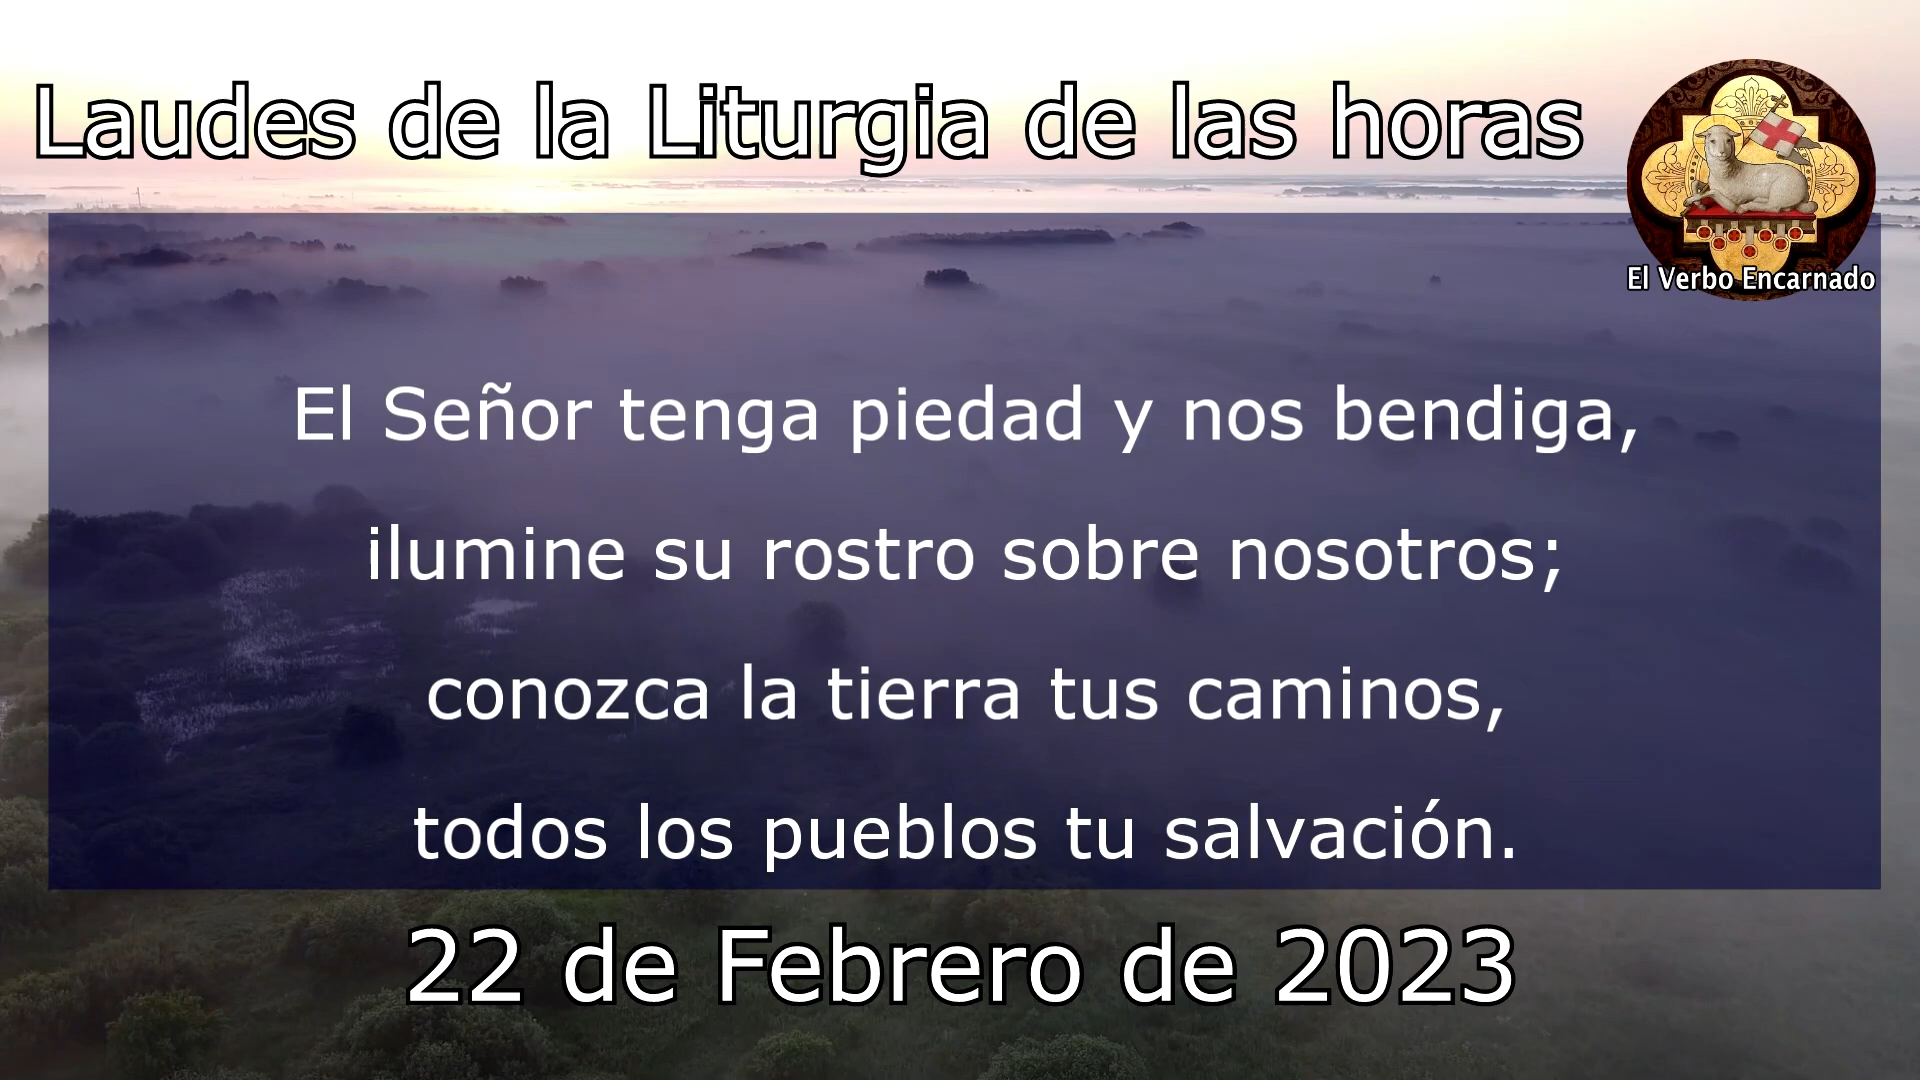 Laudes de la Liturgia de las horas
El Verbo Encarnado
El Señor tenga piedad y nos bendiga,
ilumine su rostro sobre nosotros;
conozca la tierra tus caminos,
todos los pueblos tu salvación.
22 de Febrero de 2023